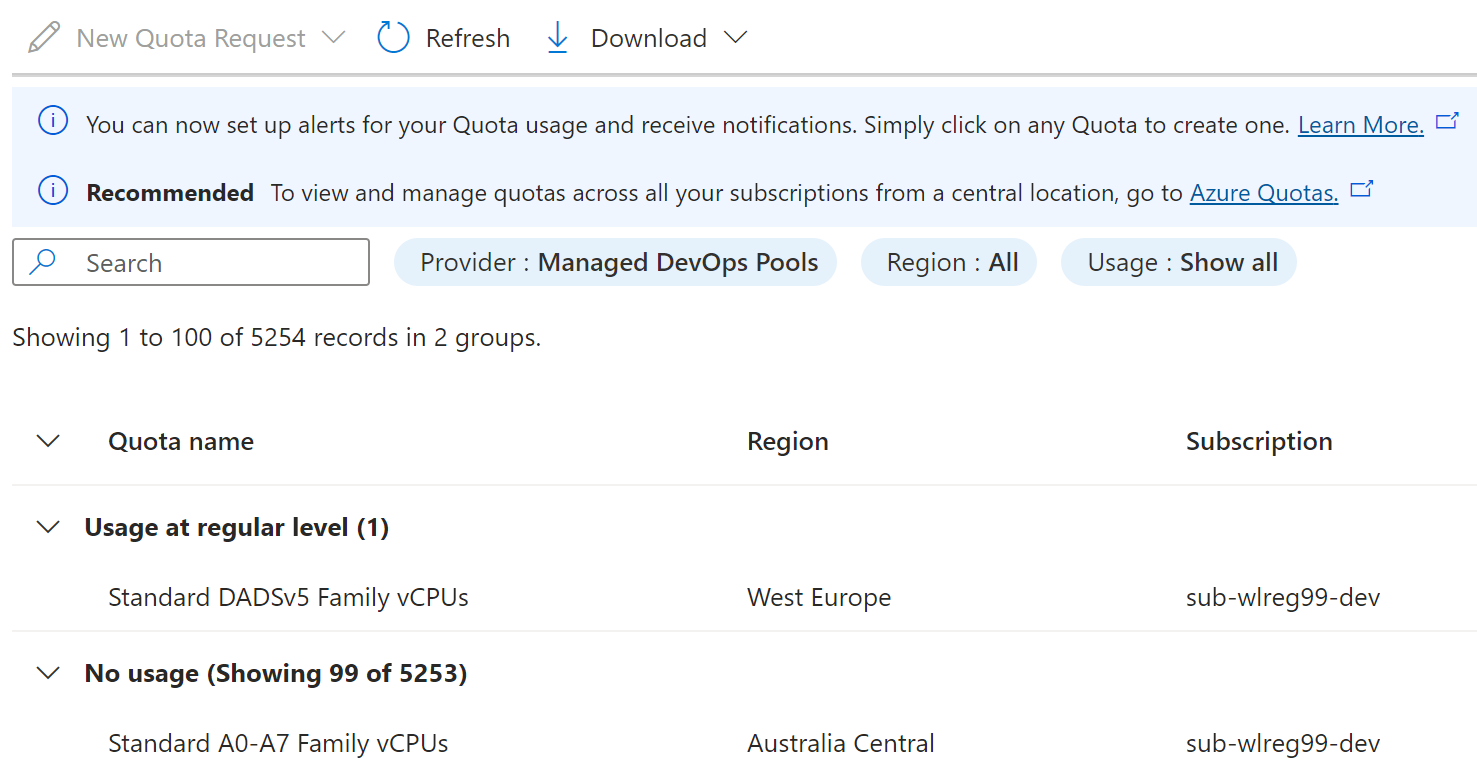 New Quota Request Refresh Download
You can now set up alerts for your Quota usage and receive notifications. Simply click on any Quota to create one. Learn More.
Recommended To view and manage quotas across all your subscriptions from a central location, go to Azure Quotas.
Search Provider : Managed DevOps Pools Region : All Usage : Show all
Showing 1 to 100 of 5254 records in 2 groups.
Quota name Region Subscription
Usage at regular level (1)
Standard DADSv5 Family vCPUs West Europe sub-wlreg99-dev
No usage (Showing 99 of 5253)
Standard A0-A7 Family vCPUs Australia Central sub-wlreg99-dev